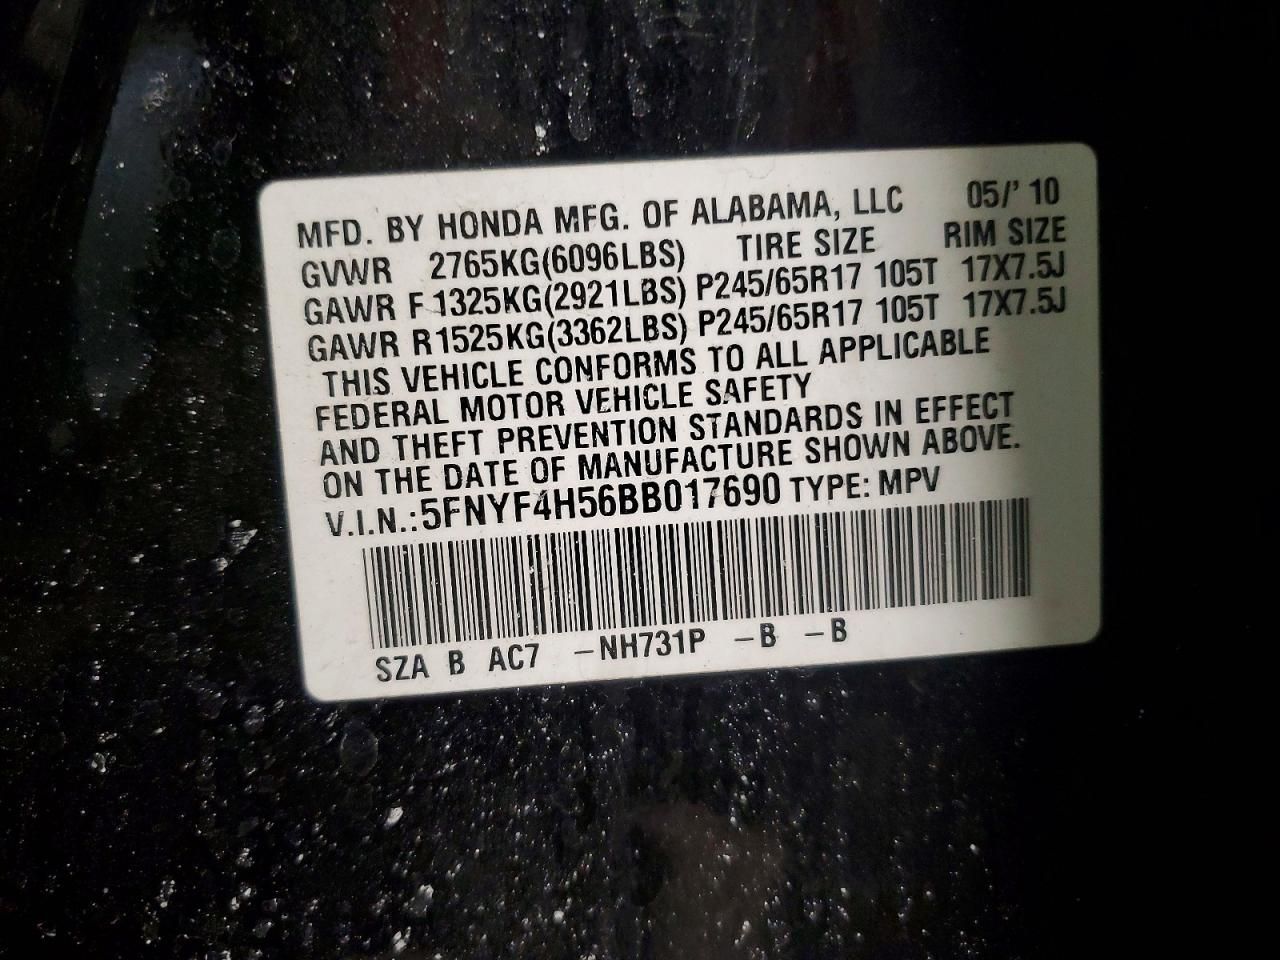 MFD. BY HONDA MFG. OF ALABAMA, LLC 05/' 10
GVWR 2765KG(6096LBS) TIRE SIZE RIM SIZE
GAWR F 1325KG(2921LBS) P245/65R17 105T 17X7.5J
GAWR R1525KG(3362LBS) P245/65R17 105T 17X7.5J
THIS VEHICLE CONFORMS TO ALL APPLICABLE
FEDERAL MOTOR VEHICLE SAFETY
AND THEFT PREVENTION STANDARDS IN EFFECT
ON THE DATE OF MANUFACTURE SHOWN ABOVE.
V.I.N.:5FNYF4H56BB017690 TYPE: MPV
SZA B AC7 –NH731P –B –B